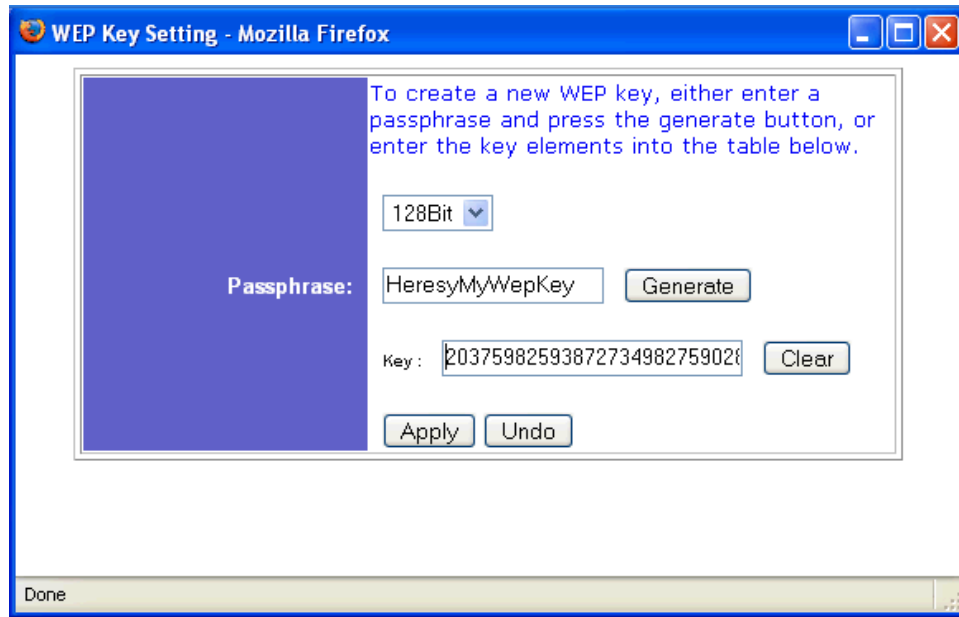 WEP Key Setting - Mozilla Firefox
To create a new WEP key, either enter a
passphrase and press the generate button, or
enter the key elements into the table below.
128Bit
Passphrase: HeresyMyWepKey Generate
Key : 20375982593872734982759028 Clear
Apply Undo
Done